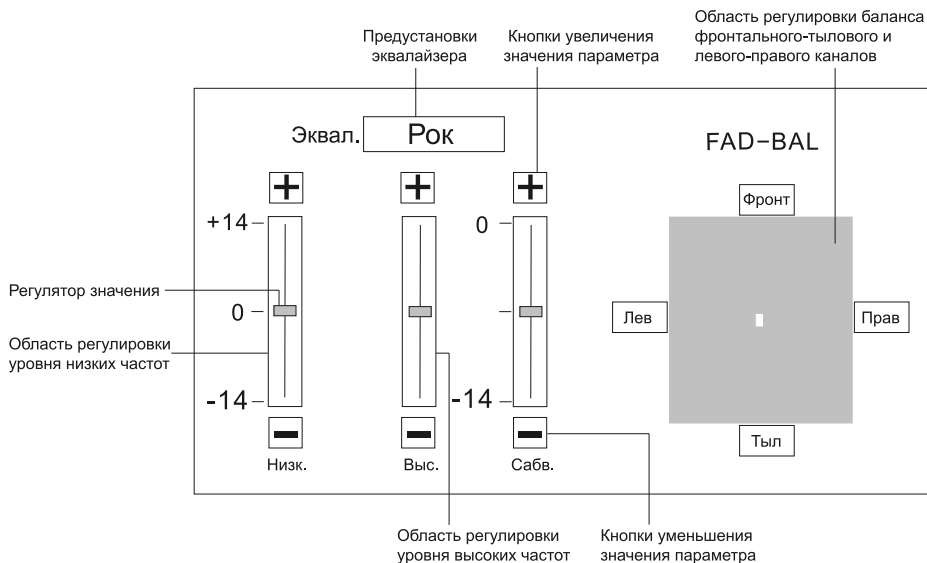 Область регулировки баланса
фронтального-тылового и
левого-правого каналов
Предустановки
эквалайзера
Кнопки увеличения
значения параметра
Эквал.
Рок
FAD-BAL
Фронт
+14
0
Регулятор значения
0
Лев
Прав
Область регулировки
уровня низких частот
-14
-14
Тыл
Низк.
Выс.
Сабв.
Область регулировки
уровня высоких частот
Кнопки уменьшения
значения параметра